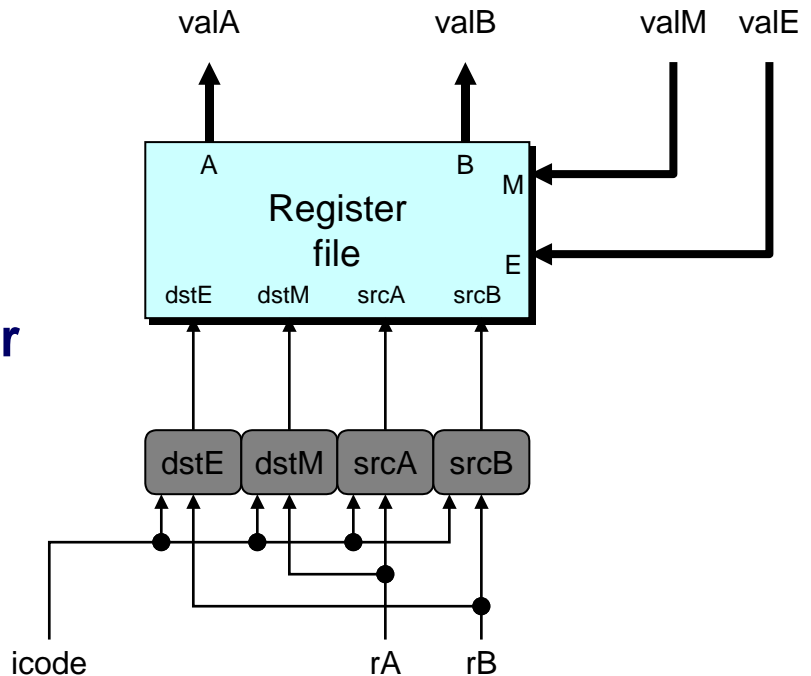 valA valB valM valE
A B
M
Register
file
E
dstE dstM srcA srcB
r
dstE dstM srcA srcB
icode rA rB